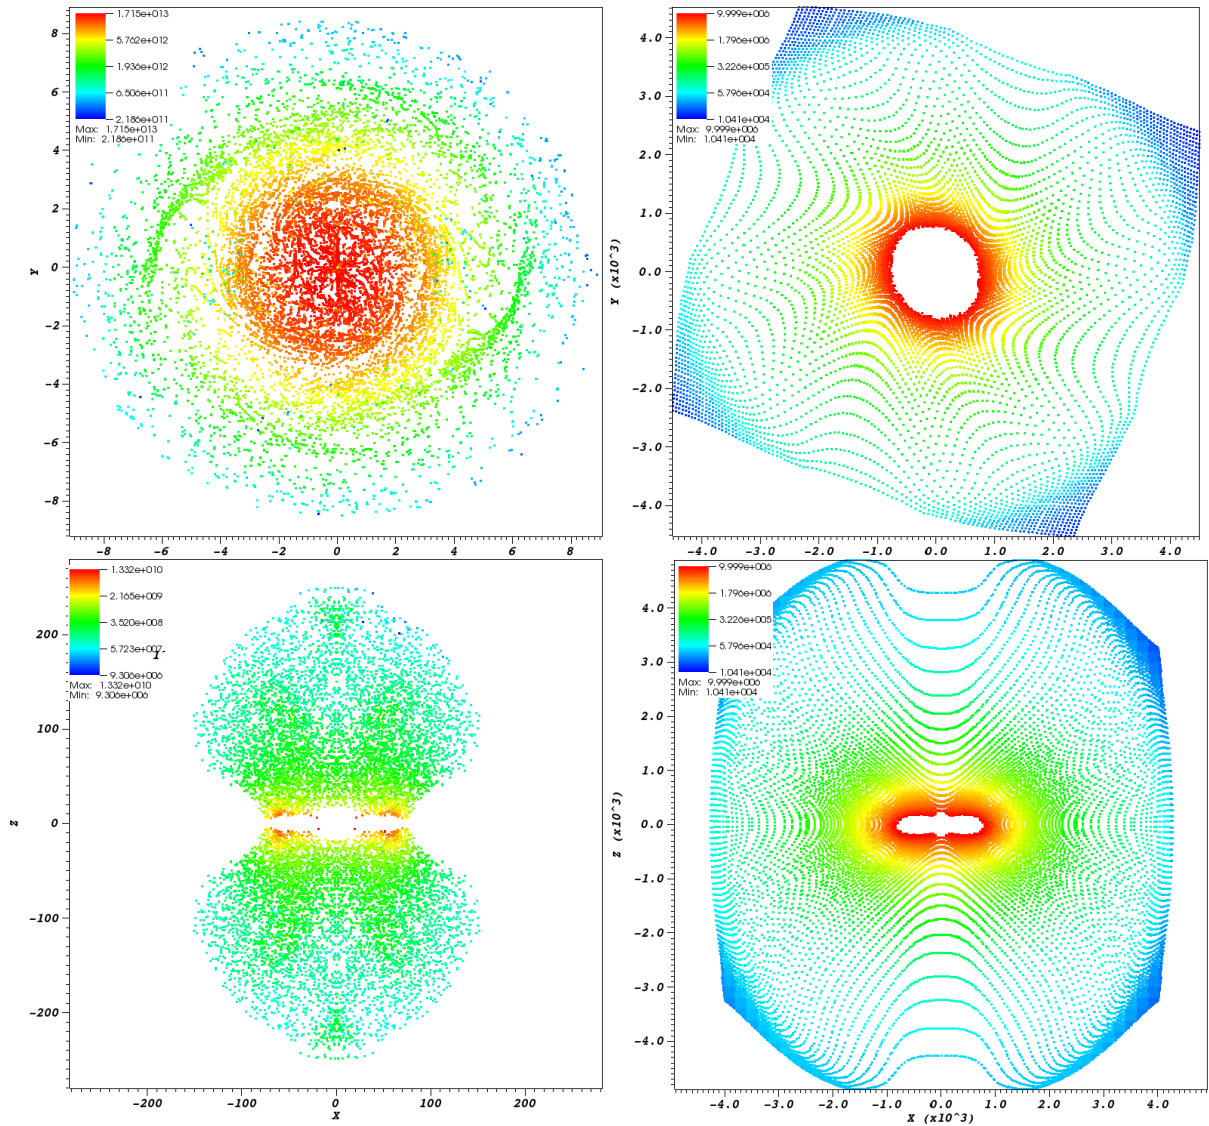 1.715e+013
5.762e+012
1.936e+012
6.506e+011
2.186e+011
Max: 1.715e+013
Min: 2.186e+011
8
6
4
2
0
-2
-4
-6
-8
Y
-8 -6 -4 -2 0 2 4 6 8
9.999e+006
1.796e+006
3.226e+005
5.796e+004
1.041e+004
Max: 9.999e+006
Min: 1.041e+004
4.0
3.0
2.0
1.0
0.0
-1.0
-2.0
-3.0
-4.0
Y (x10^3)
-4.0 -3.0 -2.0 -1.0 0.0 1.0 2.0 3.0 4.0
1.332e+010
2.165e+009
3.520e+008
5.723e+007
9.306e+006
Max: 1.332e+010
Min: 9.306e+006
200
100
0
-100
-200
Z
-200 -100 0 100 200
X
9.999e+006
1.796e+006
3.226e+005
5.796e+004
1.041e+004
Max: 9.999e+006
Min: 1.041e+004
4.0
3.0
2.0
1.0
0.0
-1.0
-2.0
-3.0
-4.0
Z (x10^3)
-4.0 -3.0 -2.0 -1.0 0.0 1.0 2.0 3.0 4.0
X (x10^3)